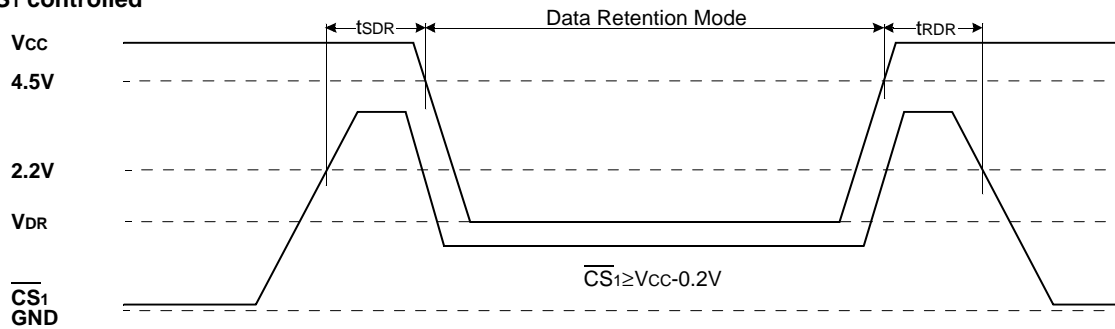 S1 controlled
tSDR
Data Retention Mode
tRDR
VCC
4.5V
2.2V
VDR
CS1≥VCC-0.2V
CS1
GND